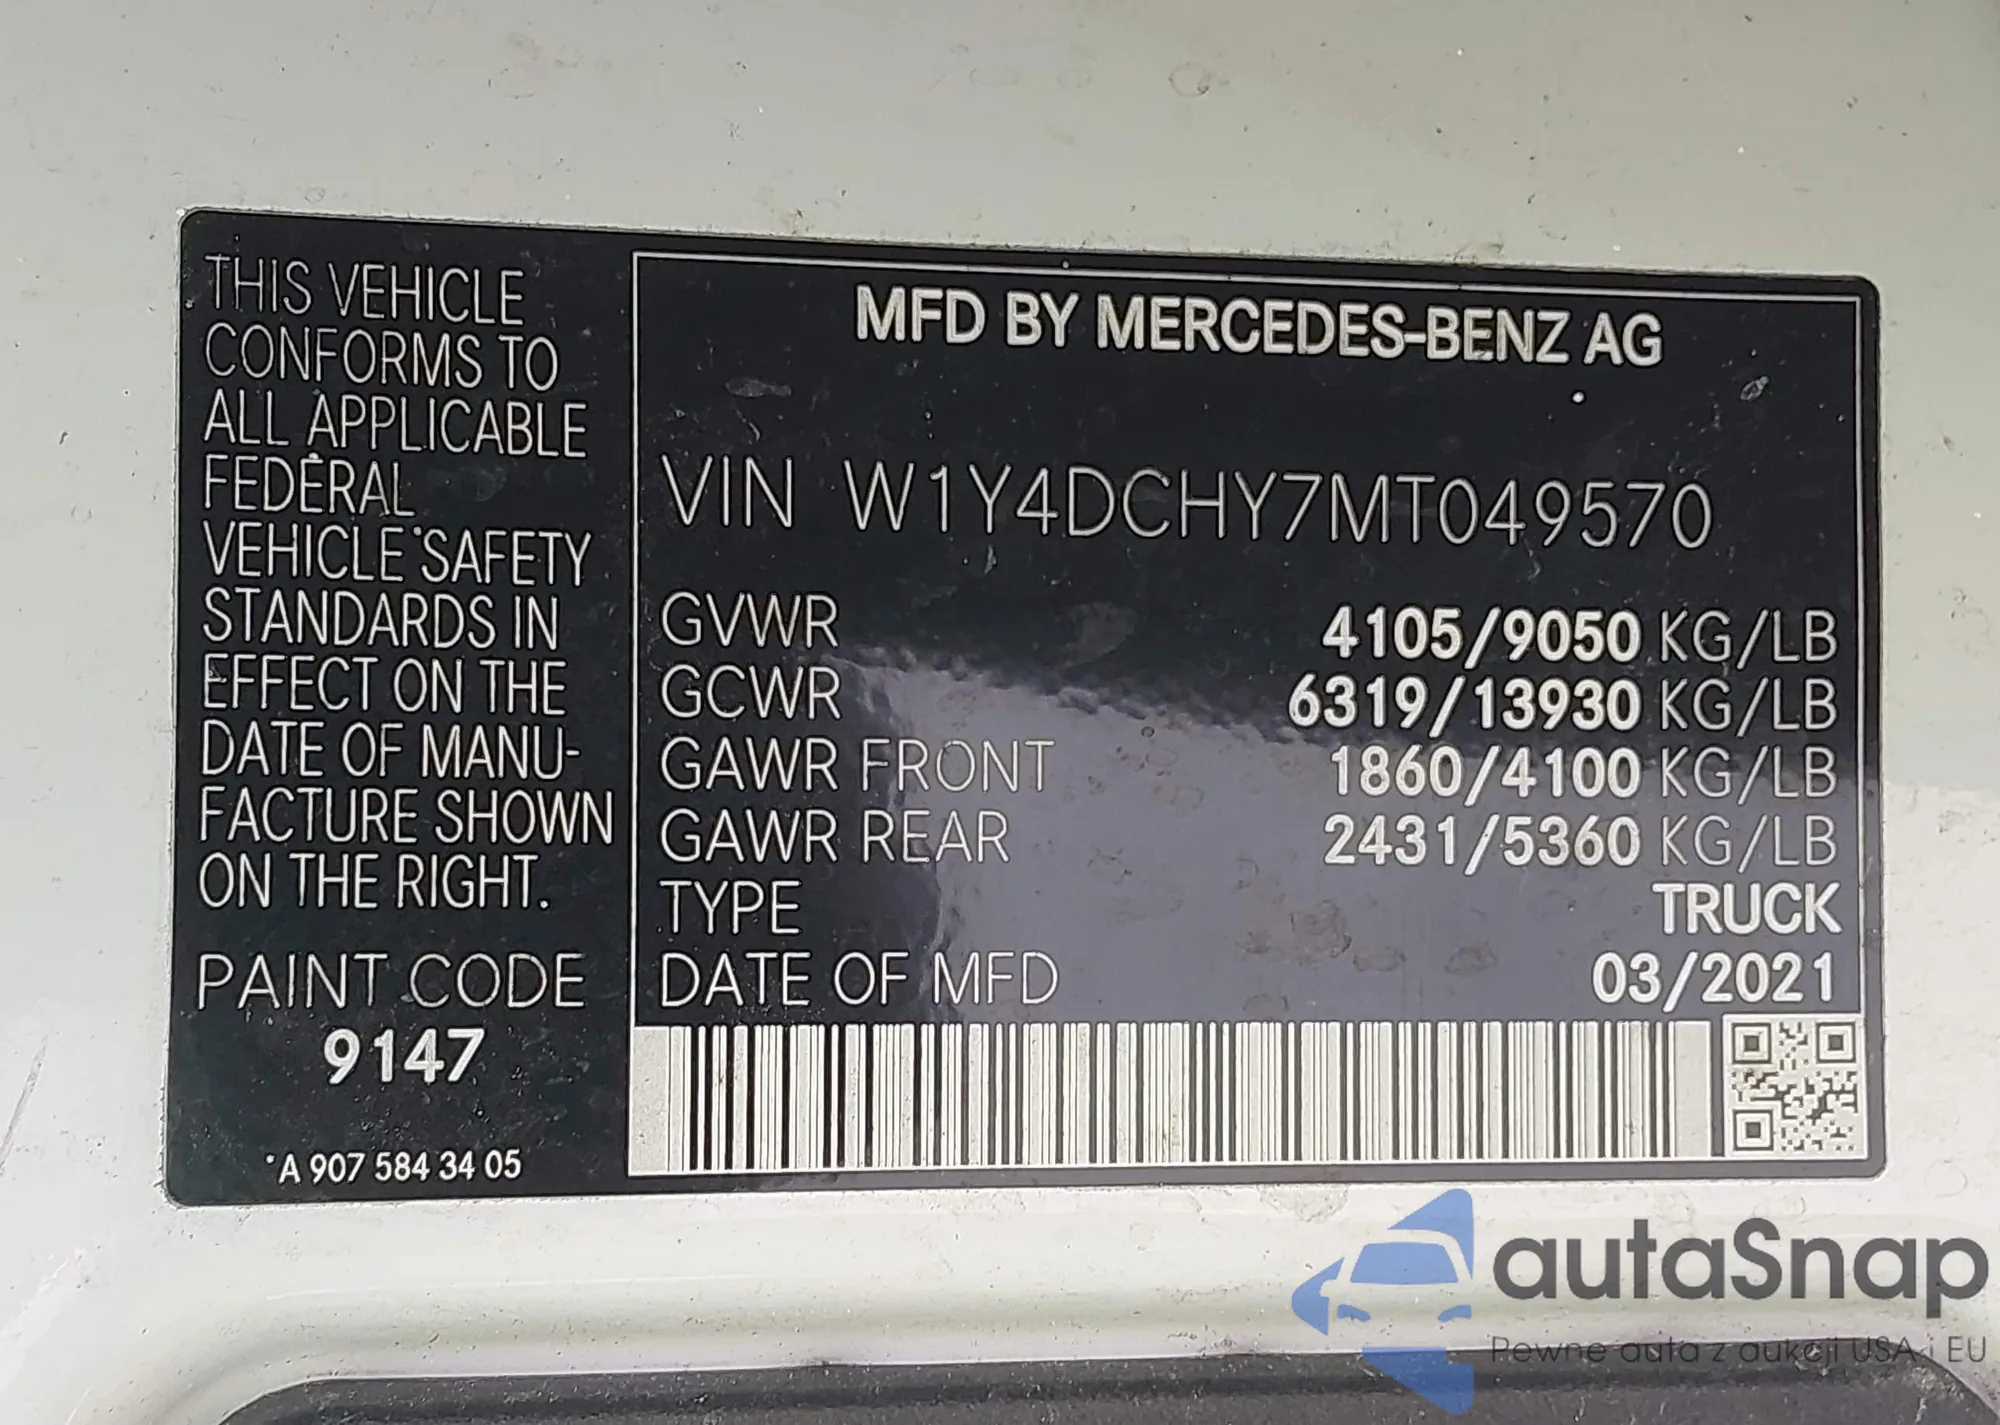 THIS VEHICLE
CONFORMS TO
ALL APPLICABLE
FEDERAL
VEHICLE SAFETY
STANDARDS IN
EFFECT ON THE
DATE OF MANU-
FACTURE SHOWN
ON THE RIGHT.
PAINT CODE
9147
*A 907 584 34 05
MFD BY MERCEDES-BENZ AG
VIN W1Y4DCHY7MT049570
GVWR 4105/9050 KG/LB
GCWR 6319/13930 KG/LB
GAWR FRONT 1860/4100 KG/LB
GAWR REAR 2431/5360 KG/LB
TYPE TRUCK
DATE OF MFD 03/2021
autaSnap
Pewne auta z aukcji USA i EU